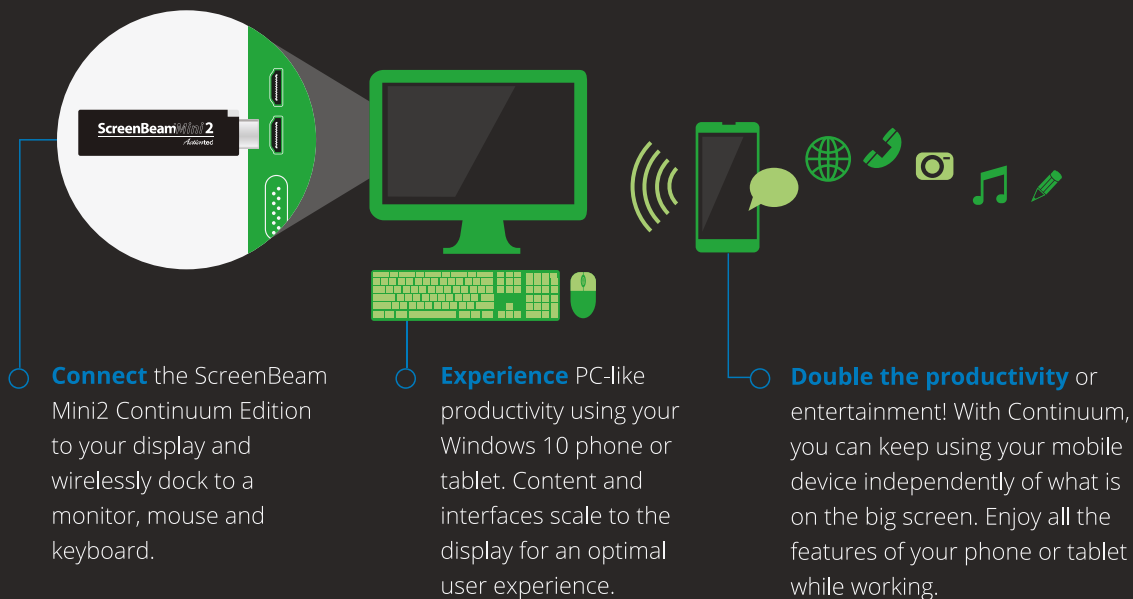 ScreenBeam Mini 2
Actiontec
Connect the ScreenBeam
Mini2 Continuum Edition
to your display and
wirelessly dock to a
monitor, mouse and
keyboard.
Experience PC-like
productivity using your
Windows 10 phone or
tablet. Content and
interfaces scale to the
display for an optimal
user experience.
Double the productivity or
entertainment! With Continuum,
you can keep using your mobile
device independently of what is
on the big screen. Enjoy all the
features of your phone or tablet
while working.